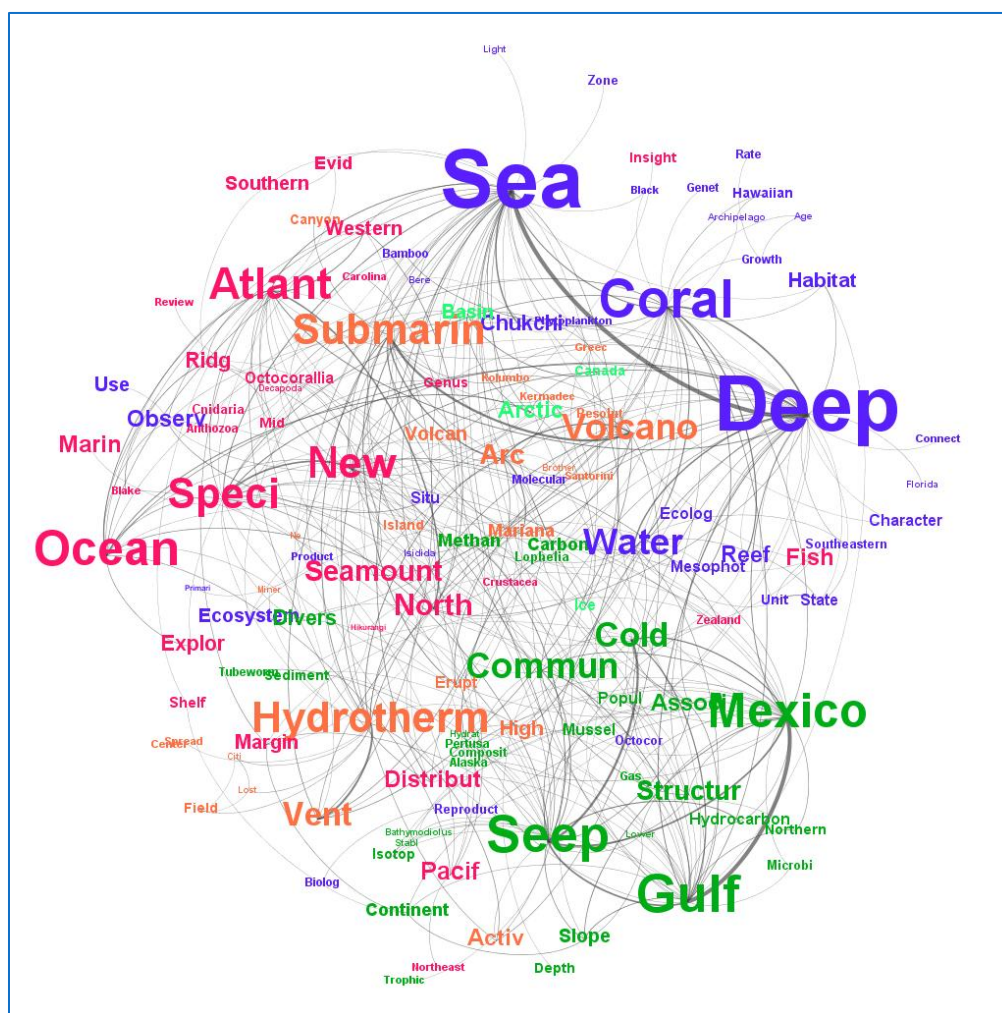 Light
Zone
Sea
Evid
Insight
Rate
Southern
Black
Genet
Hawaiian
Canyon
Western
Archipelago
Age
Bamboo
Growth
Carolina
Bere
Habitat
Atlant
Coral
Review
Basin
Submarin
Chukchi
Phytoplankton
Greec
Ridg
Octocorallia
Canada
Use
Decapoda
Genus
Kolumbo
Kermadec
Deep
Cnidaria
Arctic
Observ
Anthozoa
Mid
Volcan
Volcano
Marin
Arc
Connect
New
Brother
Santorini
Molecular
Florida
Blake
Speci
Situ
Ecolog
Character
Island
Mariana
Ocean
Methan
Carbon
Water
Southeastern
Ne
Product
Isidida
Lophelia
Reef
Fish
Seamount
Mesophot
Primari
Miner
Crustacea
Unit
State
Ecosystem
Divers
North
Ice
Zealand
Hikurangi
Cold
Explor
Commun
Tubeworm
Sediment
Erupt
Popul
Associ
Shelf
Mexico
Hydrotherm
High
Mussel
Center
Spread
Margin
Hydrat
Pertusa
Composit
Octocor
Citi
Alaska
Distribut
Gas
Lost
Structur
Field
Vent
Reproduct
Hydrocarbon
Northern
Bathymodiolus
Stabl
Seep
Lower
Isotop
Microbi
Biolog
Pacif
Gulf
Continent
Activ
Slope
Northeast
Depth
Trophic